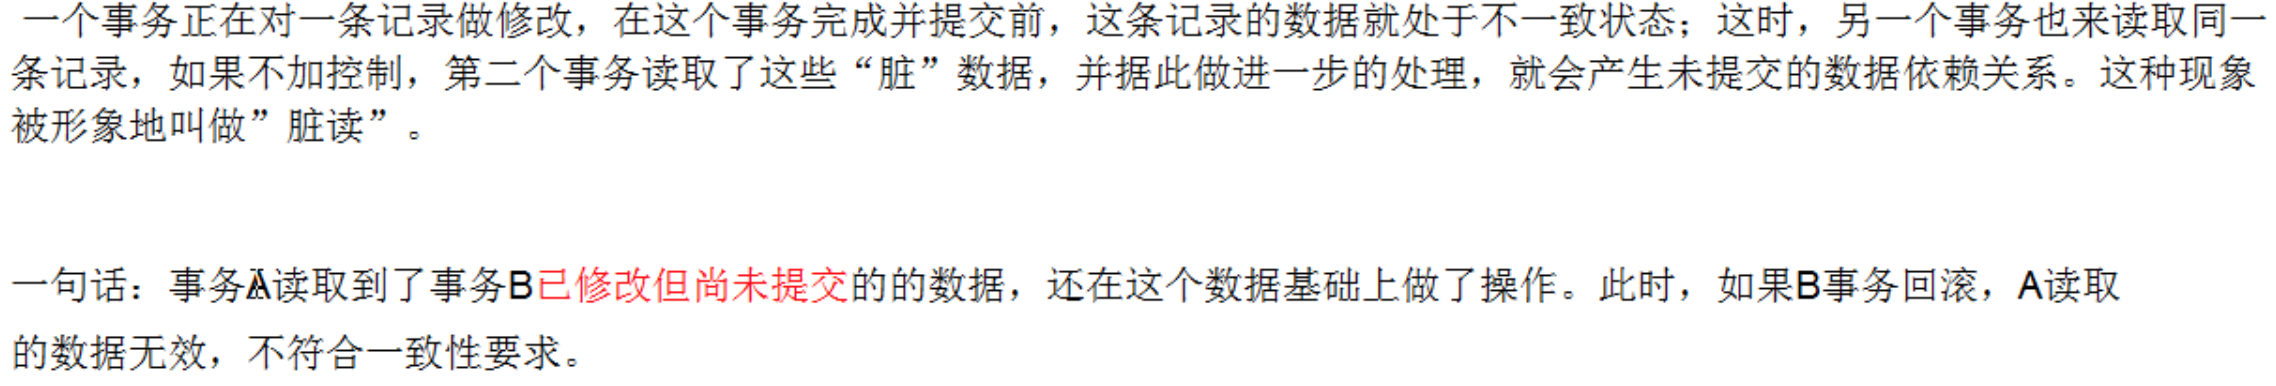 一个事务正在对一条记录做修改，在这个事务完成并提交前，这条记录的数据就处于不一致状态；这时，另一个事务也来读取同一
条记录，如果不加控制，第二个事务读取了这些“脏”数据，并据此做进一步的处理，就会产生未提交的数据依赖关系。这种现象
被形象地叫做”脏读”。
一句话：事务A读取到了事务B已修改但尚未提交的的数据，还在这个数据基础上做了操作。此时，如果B事务回滚，A读取
的数据无效，不符合一致性要求。